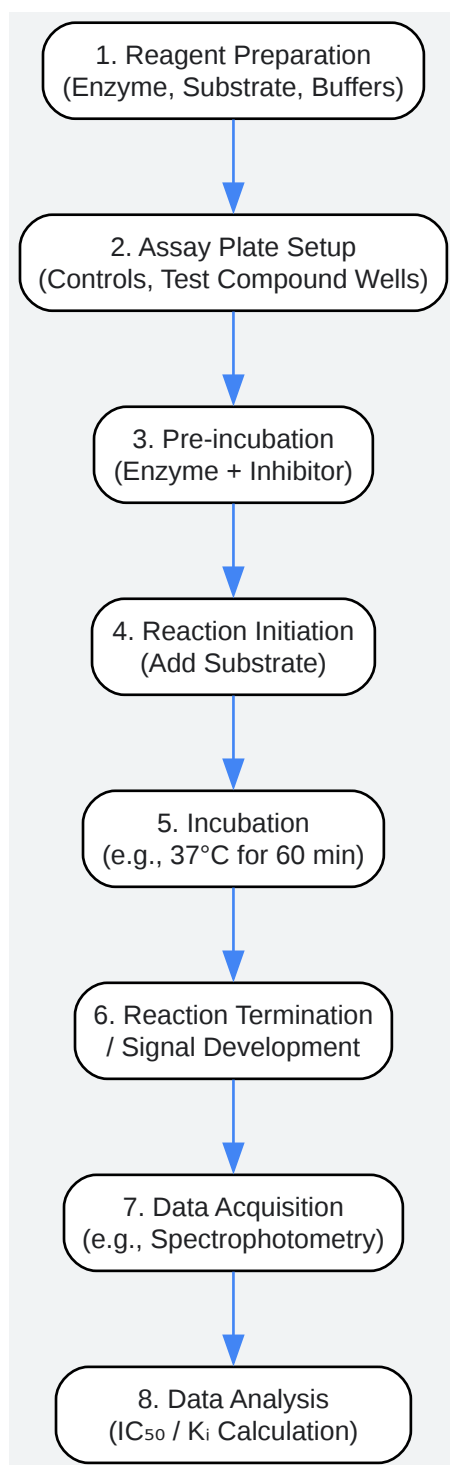 1. Reagent Preparation
(Enzyme, Substrate, Buffers)
2. Assay Plate Setup
(Controls, Test Compound Wells)
3. Pre-incubation
(Enzyme + Inhibitor)
4. Reaction Initiation
(Add Substrate)
5. Incubation
(e.g., 37°C for 60 min)
6. Reaction Termination
/ Signal Development
7. Data Acquisition
(e.g., Spectrophotometry)
8. Data Analysis
(IC₅₀ / Kᵢ Calculation)